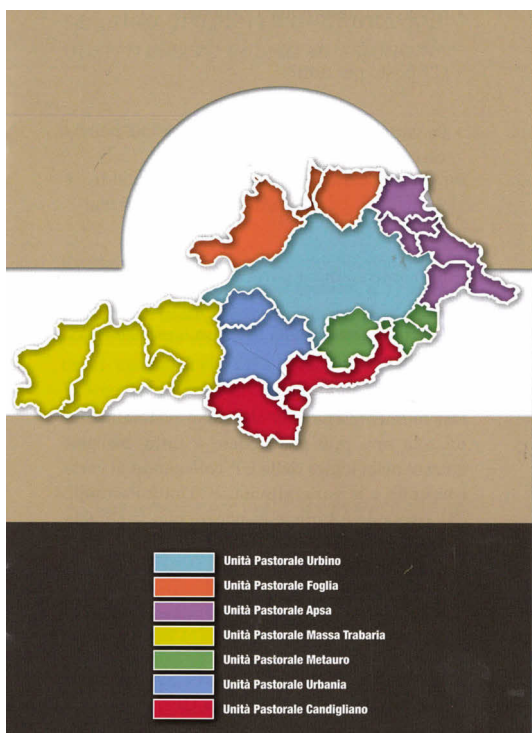 Unità Pastorale Urbino
Unità Pastorale Foglia
Unità Pastorale Apsa
Unità Pastorale Massa Trabaria
Unità Pastorale Metauro
Unità Pastorale Urbania
Unità Pastorale Candigliano